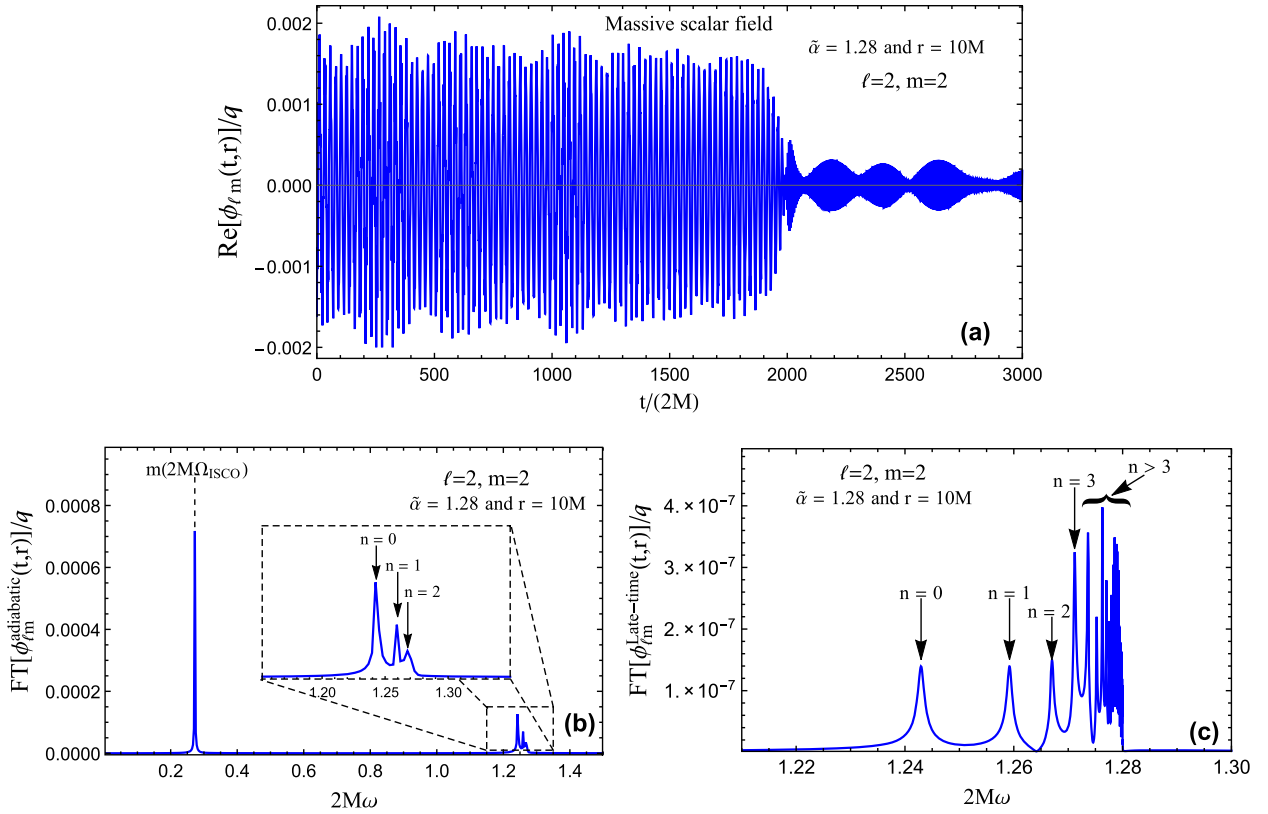 Massive scalar field
α̃ = 1.28 and r = 10M
ℓ=2, m=2
Re[ϕℓ m(t,r)]/q
0.002
0.001
0.000
−0.001
−0.002
(a)
0 500 1000 1500 2000 2500 3000
t/(2M)
m(2MΩISCO)
ℓ=2, m=2
α̃ = 1.28 and r = 10M
FT[ϕℓm^adiabatic(t,r)]/q
0.0008
0.0006
0.0004
0.0002
0.0000
n = 0
n = 1
n = 2
1.20 1.25 1.30
(b)
0.2 0.4 0.6 0.8 1.0 1.2 1.4
2Mω
ℓ=2, m=2
α̃ = 1.28 and r = 10M
FT[ϕℓm^Late−time(t,r)]/q
4. × 10⁻⁷
3. × 10⁻⁷
2. × 10⁻⁷
1. × 10⁻⁷
n = 0
n = 1
n = 2
n = 3
n > 3
(c)
1.22 1.24 1.26 1.28 1.30
2Mω